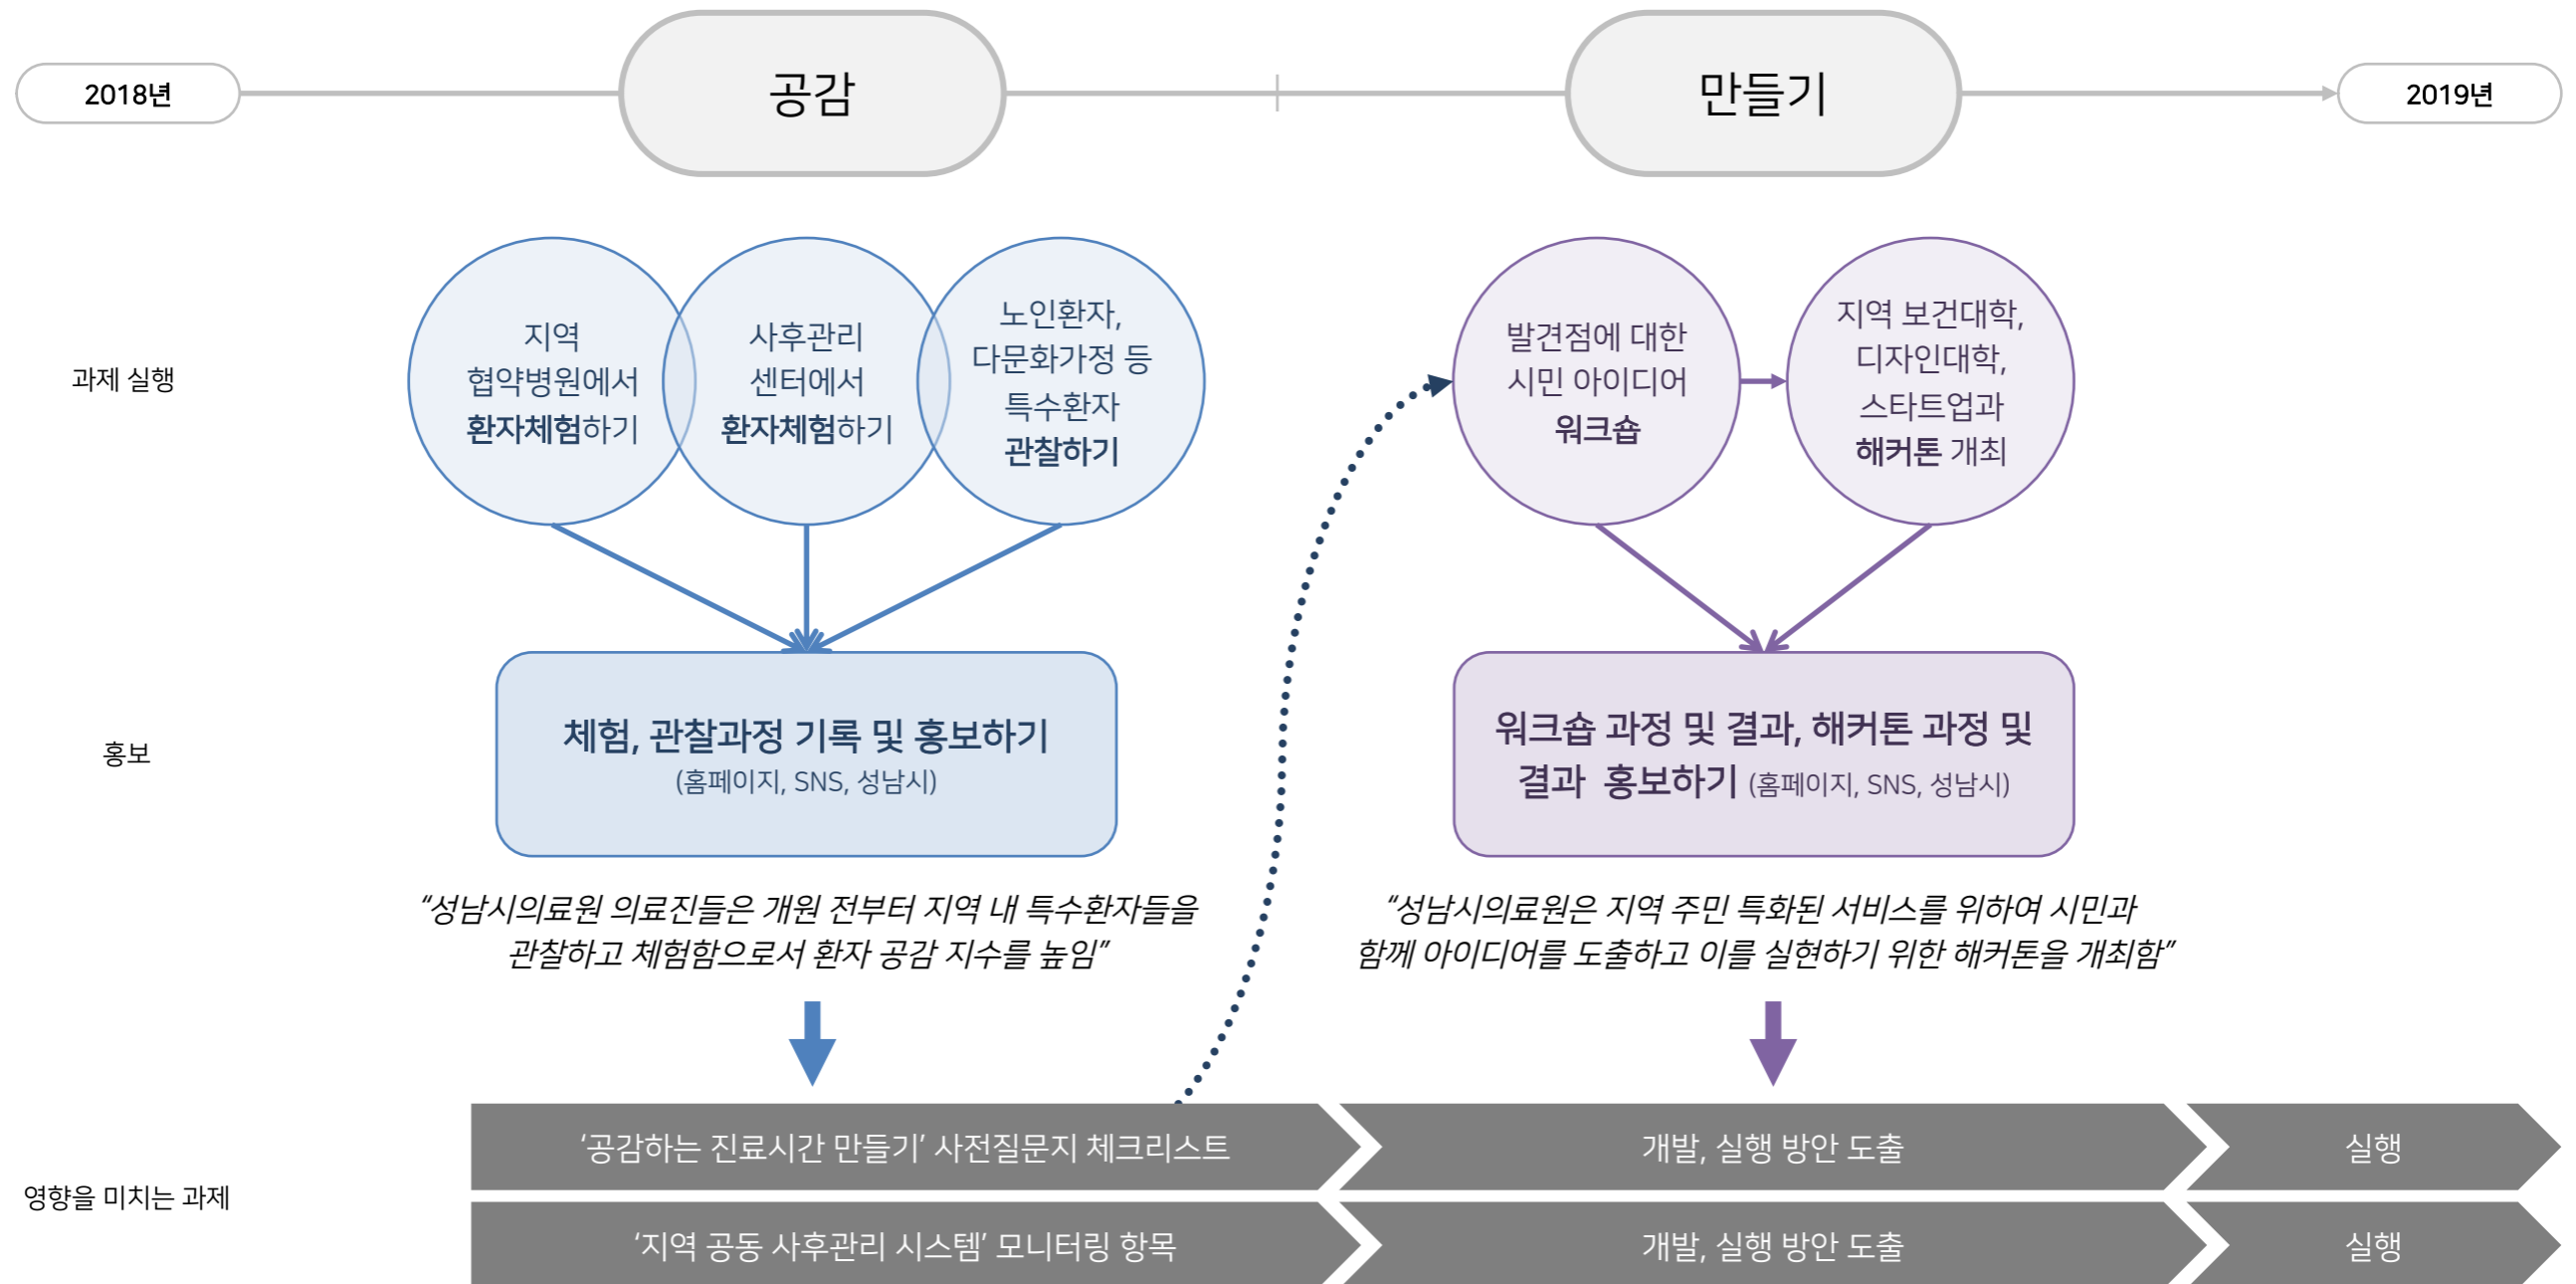 2018년
공감
만들기
2019년
과제 실행
지역
협약병원에서
환자체험하기
사후관리
센터에서
환자체험하기
노인환자,
다문화가정 등
특수환자
관찰하기
발견점에 대한
시민 아이디어
워크숍
지역 보건대학,
디자인대학,
스타트업과
해커톤 개최
홍보
체험, 관찰과정 기록 및 홍보하기
(홈페이지, SNS, 성남시)
워크숍 과정 및 결과, 해커톤 과정 및
결과 홍보하기 (홈페이지, SNS, 성남시)
“성남시의료원 의료진들은 개원 전부터 지역 내 특수환자들을
관찰하고 체험함으로서 환자 공감 지수를 높임”
“성남시의료원은 지역 주민 특화된 서비스를 위하여 시민과
함께 아이디어를 도출하고 이를 실현하기 위한 해커톤을 개최함”
영향을 미치는 과제
‘공감하는 진료시간 만들기’ 사전질문지 체크리스트
개발, 실행 방안 도출
실행
‘지역 공동 사후관리 시스템’ 모니터링 항목
개발, 실행 방안 도출
실행